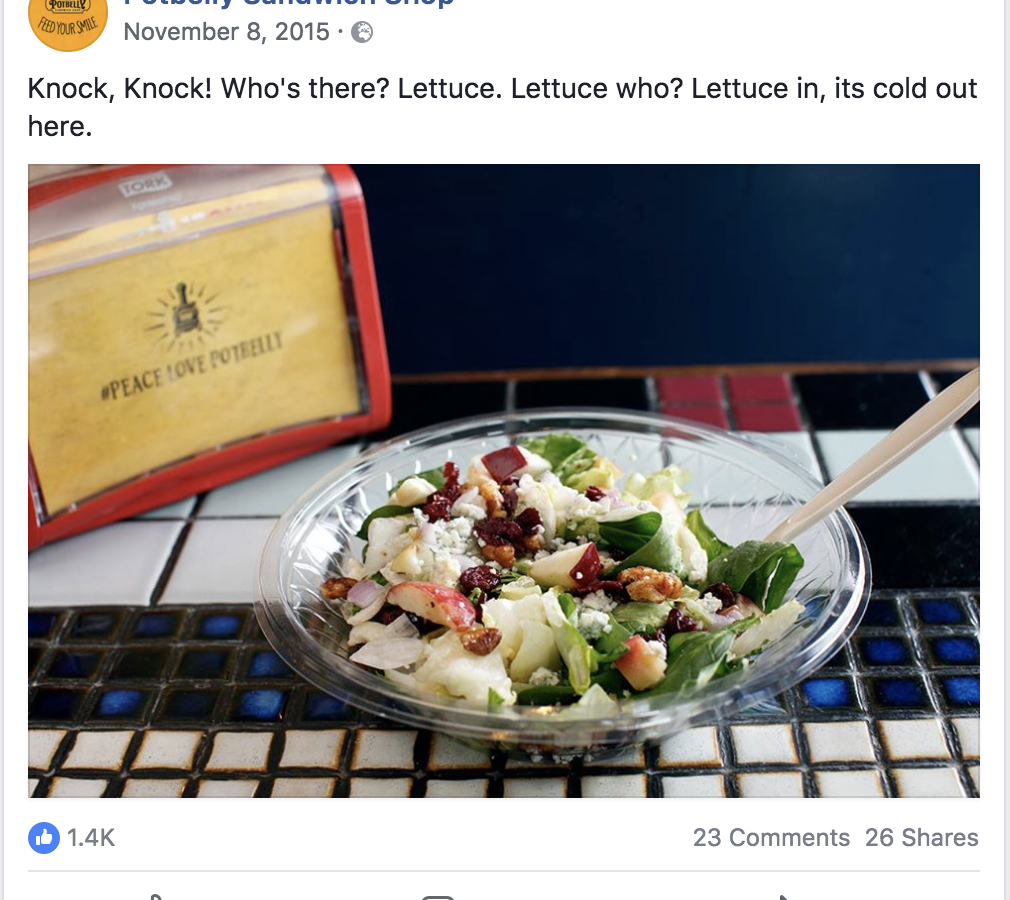 POTBELLY
FEED YOUR SMILE
Potbelly Sandwich Shop
November 8, 2015 ·
Knock, Knock! Who's there? Lettuce. Lettuce who? Lettuce in, its cold out
here.
TORK
#PEACE LOVE POTBELLY
1.4K
23 Comments 26 Shares